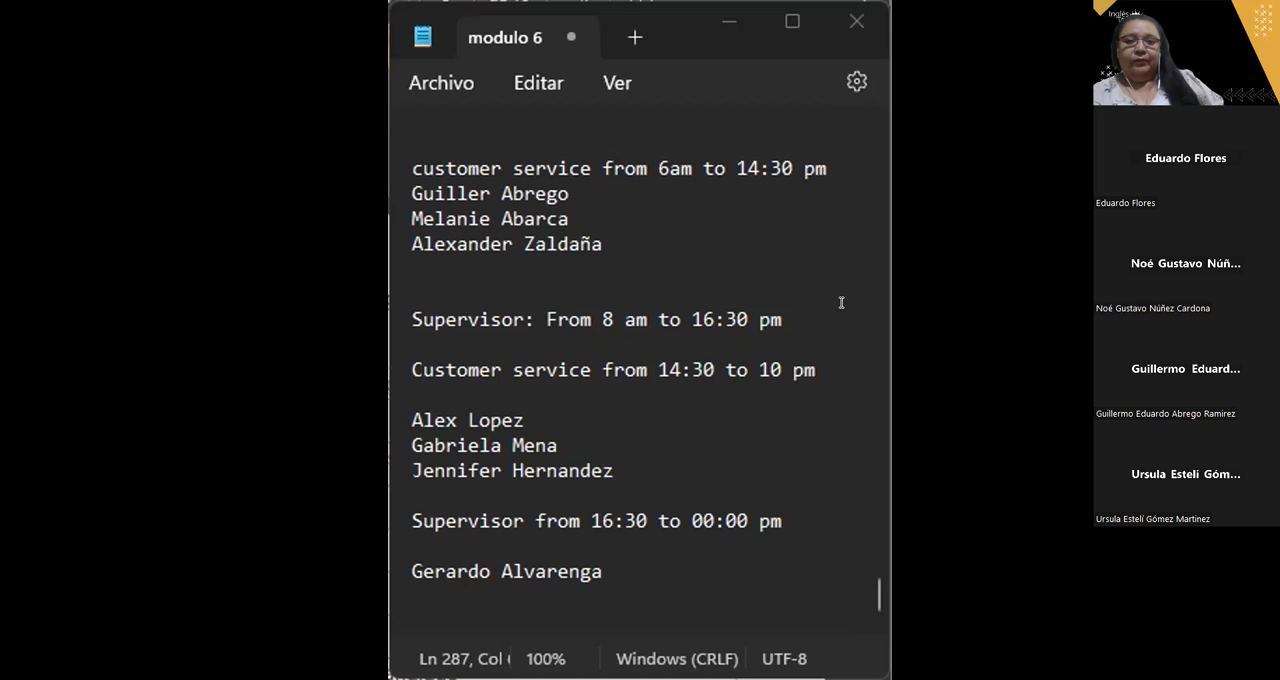 modulo 6
Archivo Editar Ver
customer service from 6am to 14:30 pm
Guiller Abrego
Melanie Abarca
Alexander Zaldaña
Supervisor: From 8 am to 16:30 pm
Customer service from 14:30 to 10 pm
Alex Lopez
Gabriela Mena
Jennifer Hernandez
Supervisor from 16:30 to 00:00 pm
Gerardo Alvarenga
Ln 287, Col
100%
Windows (CRLF)
UTF-8
Inglés
Eduardo Flores
Eduardo Flores
Noé Gustavo Núñ...
Noé Gustavo Núñez Cardona
Guillermo Eduard...
Guillermo Eduardo Abrego Ramirez
Ursula Estelí Góm...
Ursula Estelí Gómez Martinez